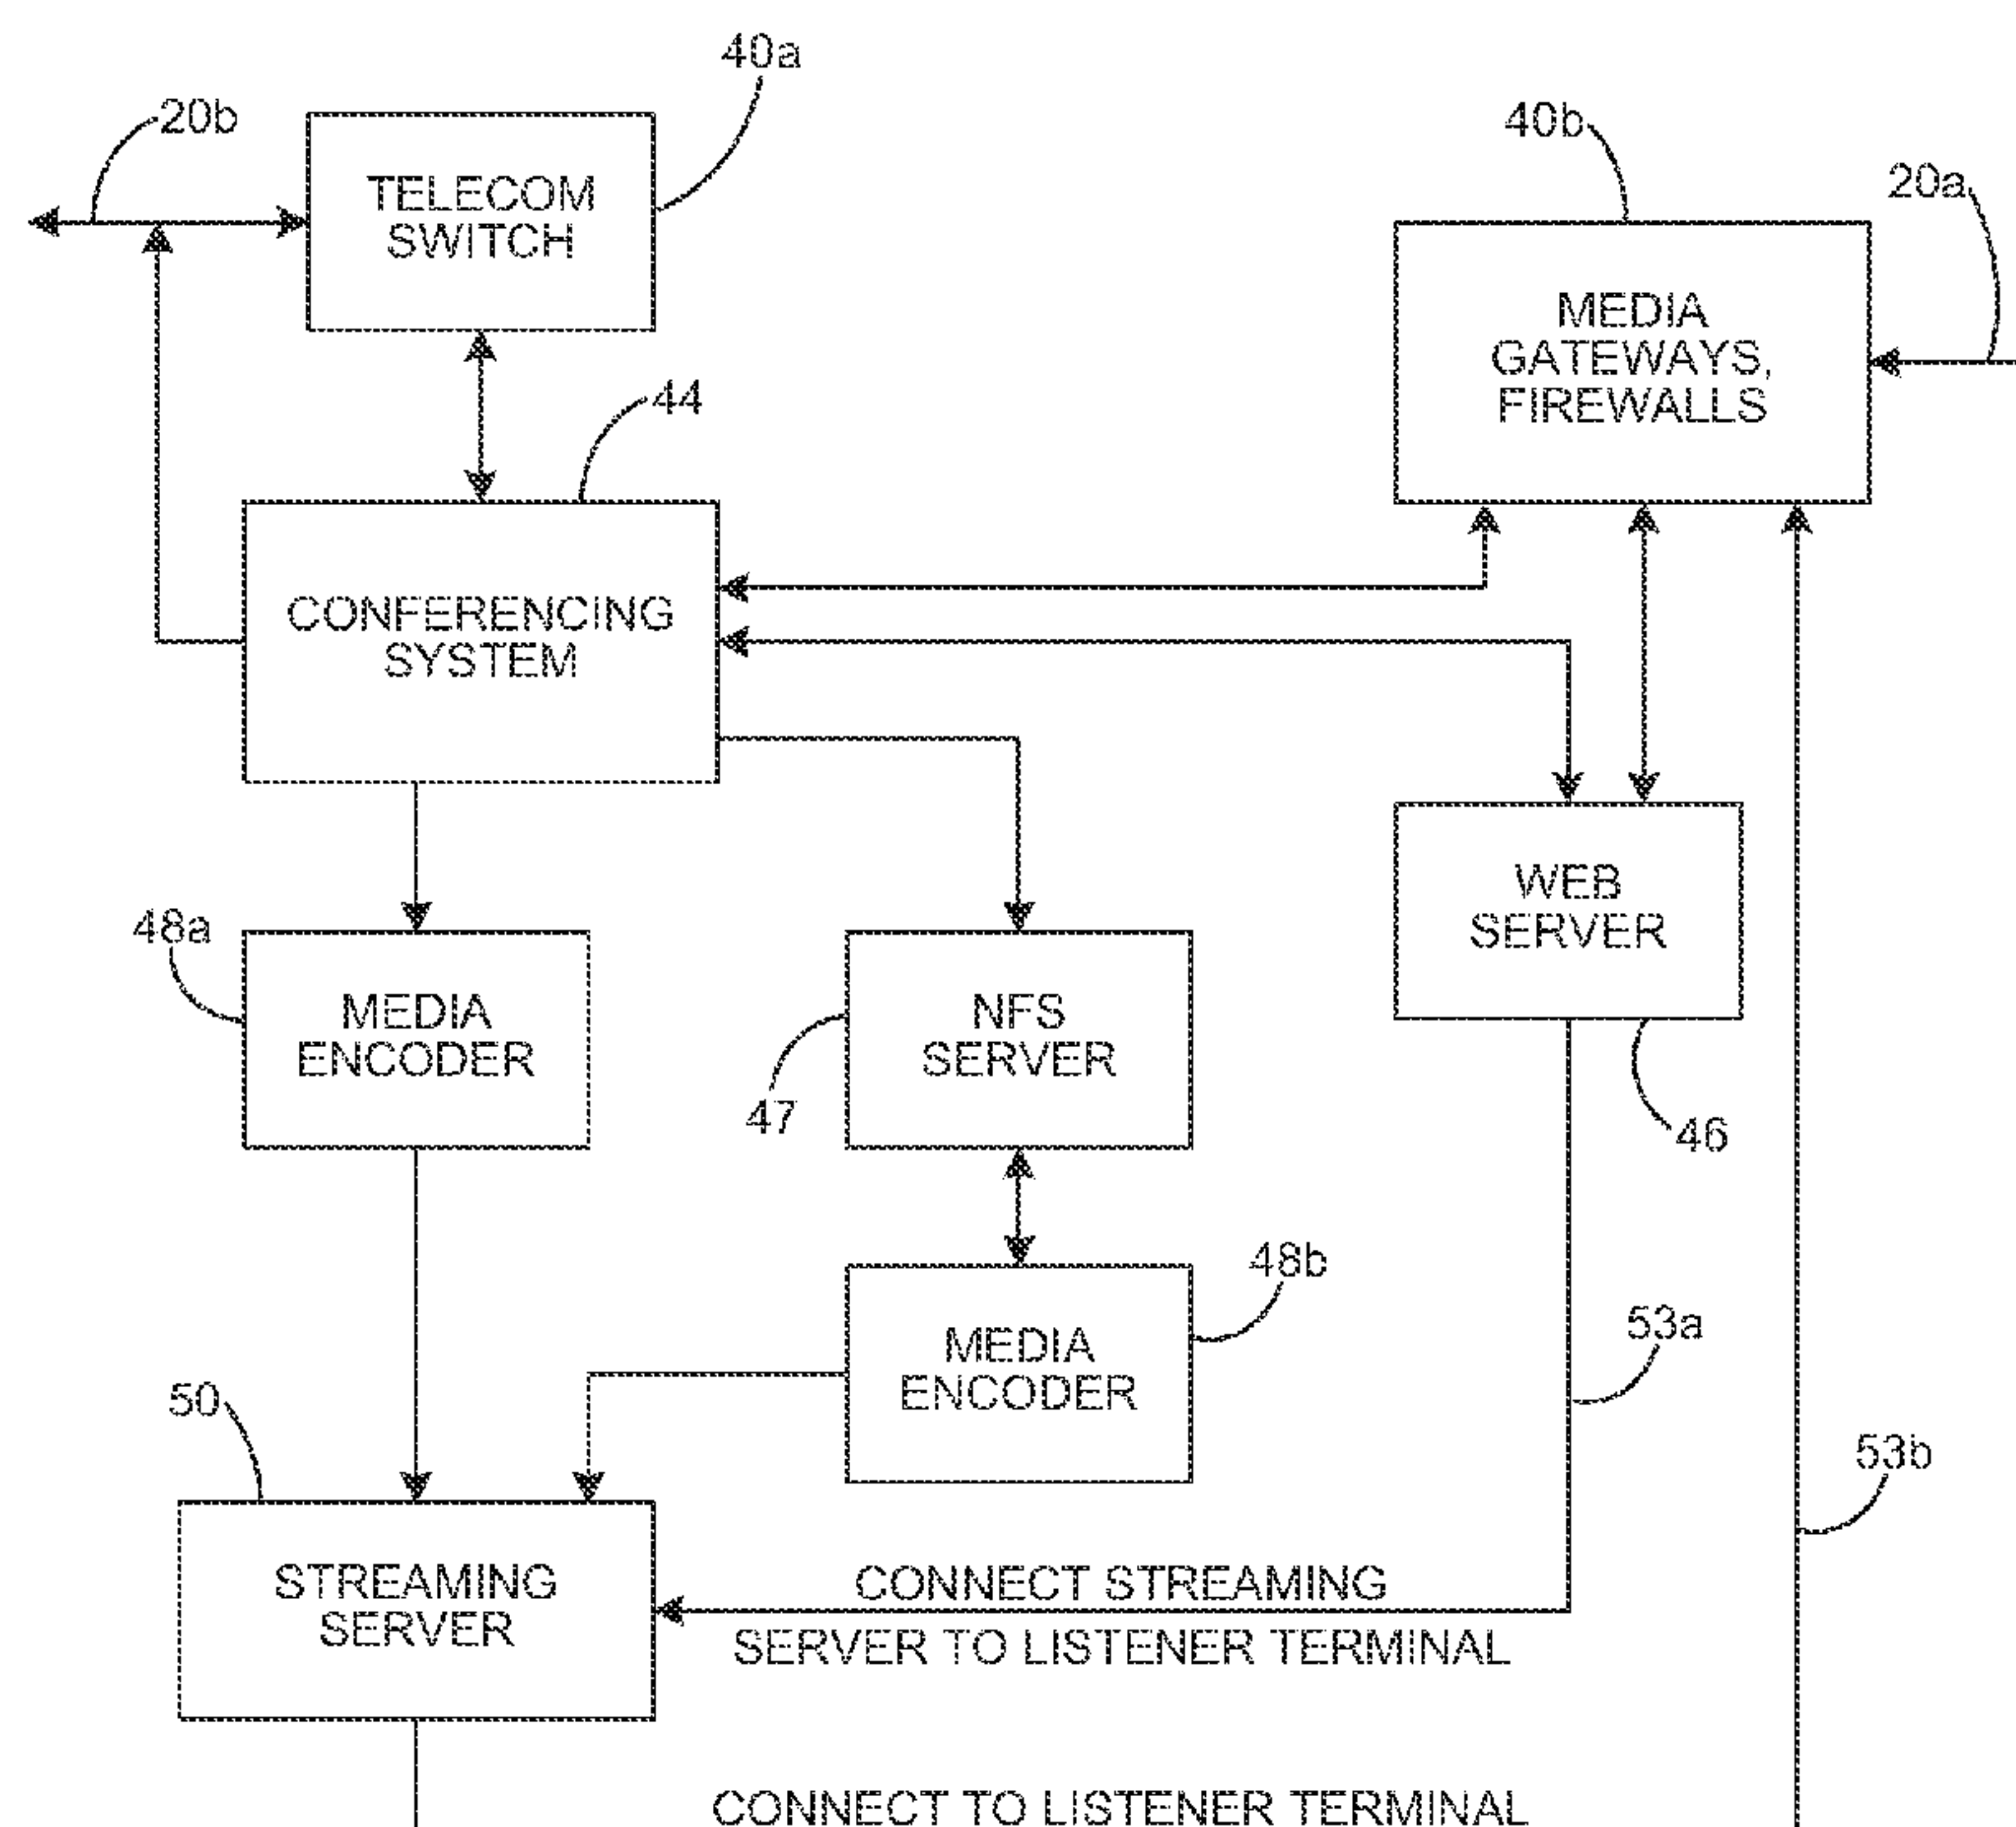 40a
20b
40b
TELECOM
SWITCH
20a
MEDIA
GATEWAYS,
FIREWALLS
44
CONFERENCING
SYSTEM
WEB
SERVER
48a
MEDIA
ENCODER
NFS
SERVER
47
46
48b
MEDIA
ENCODER
53a
50
53b
STREAMING
SERVER
CONNECT STREAMING
SERVER TO LISTENER TERMINAL
CONNECT TO LISTENER TERMINAL